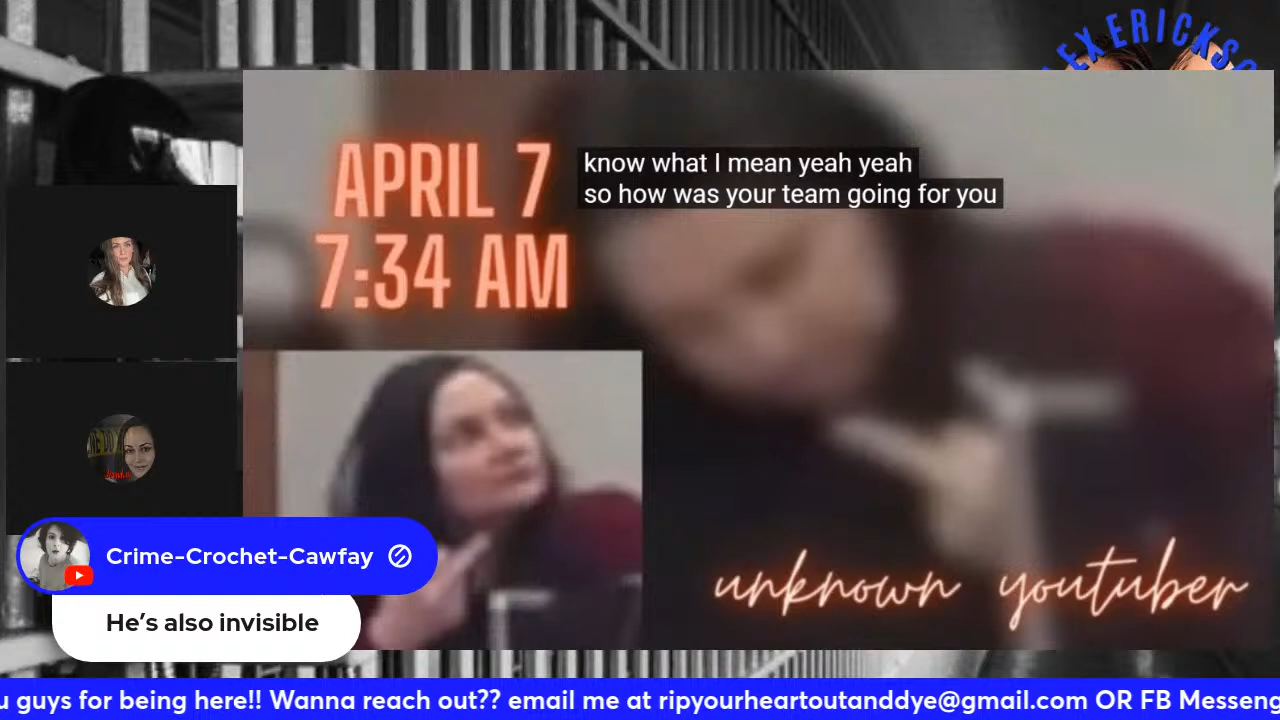 EX ERICKSO
APRIL 7
7:34 AM
know what I mean yeah yeah
so how was your team going for you
Crime-Crochet-Cawfay
He's also invisible
unknown youtuber
u guys for being here!! Wanna reach out?? email me at ripyourheartoutanddye@gmail.com OR FB Messeng